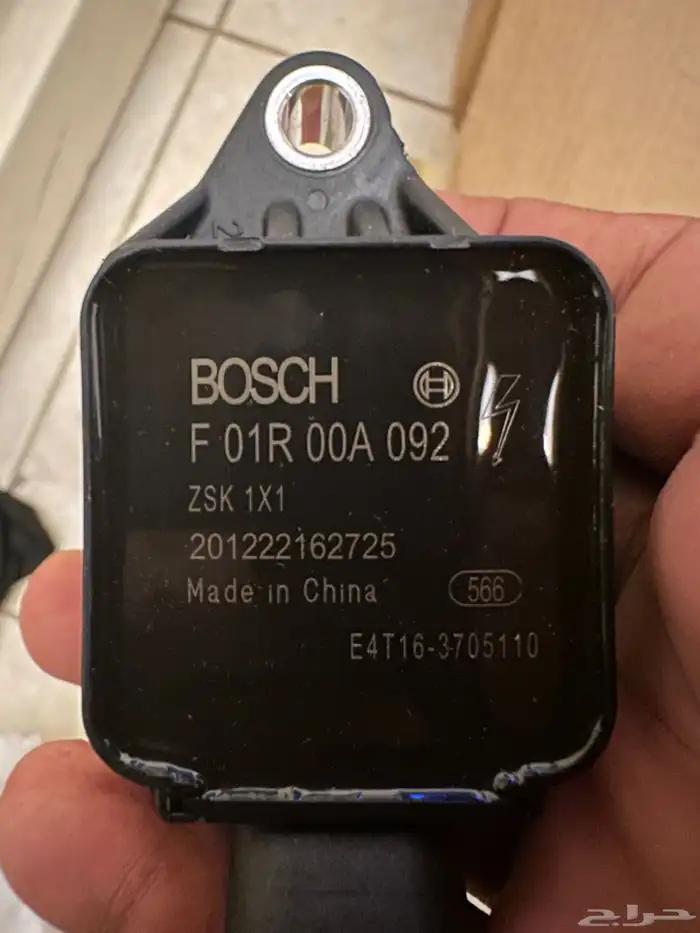 BOSCH
F 01R 00A 092
ZSK 1X1
201222162725
Made in China 566
E4T16-3705110
حراج